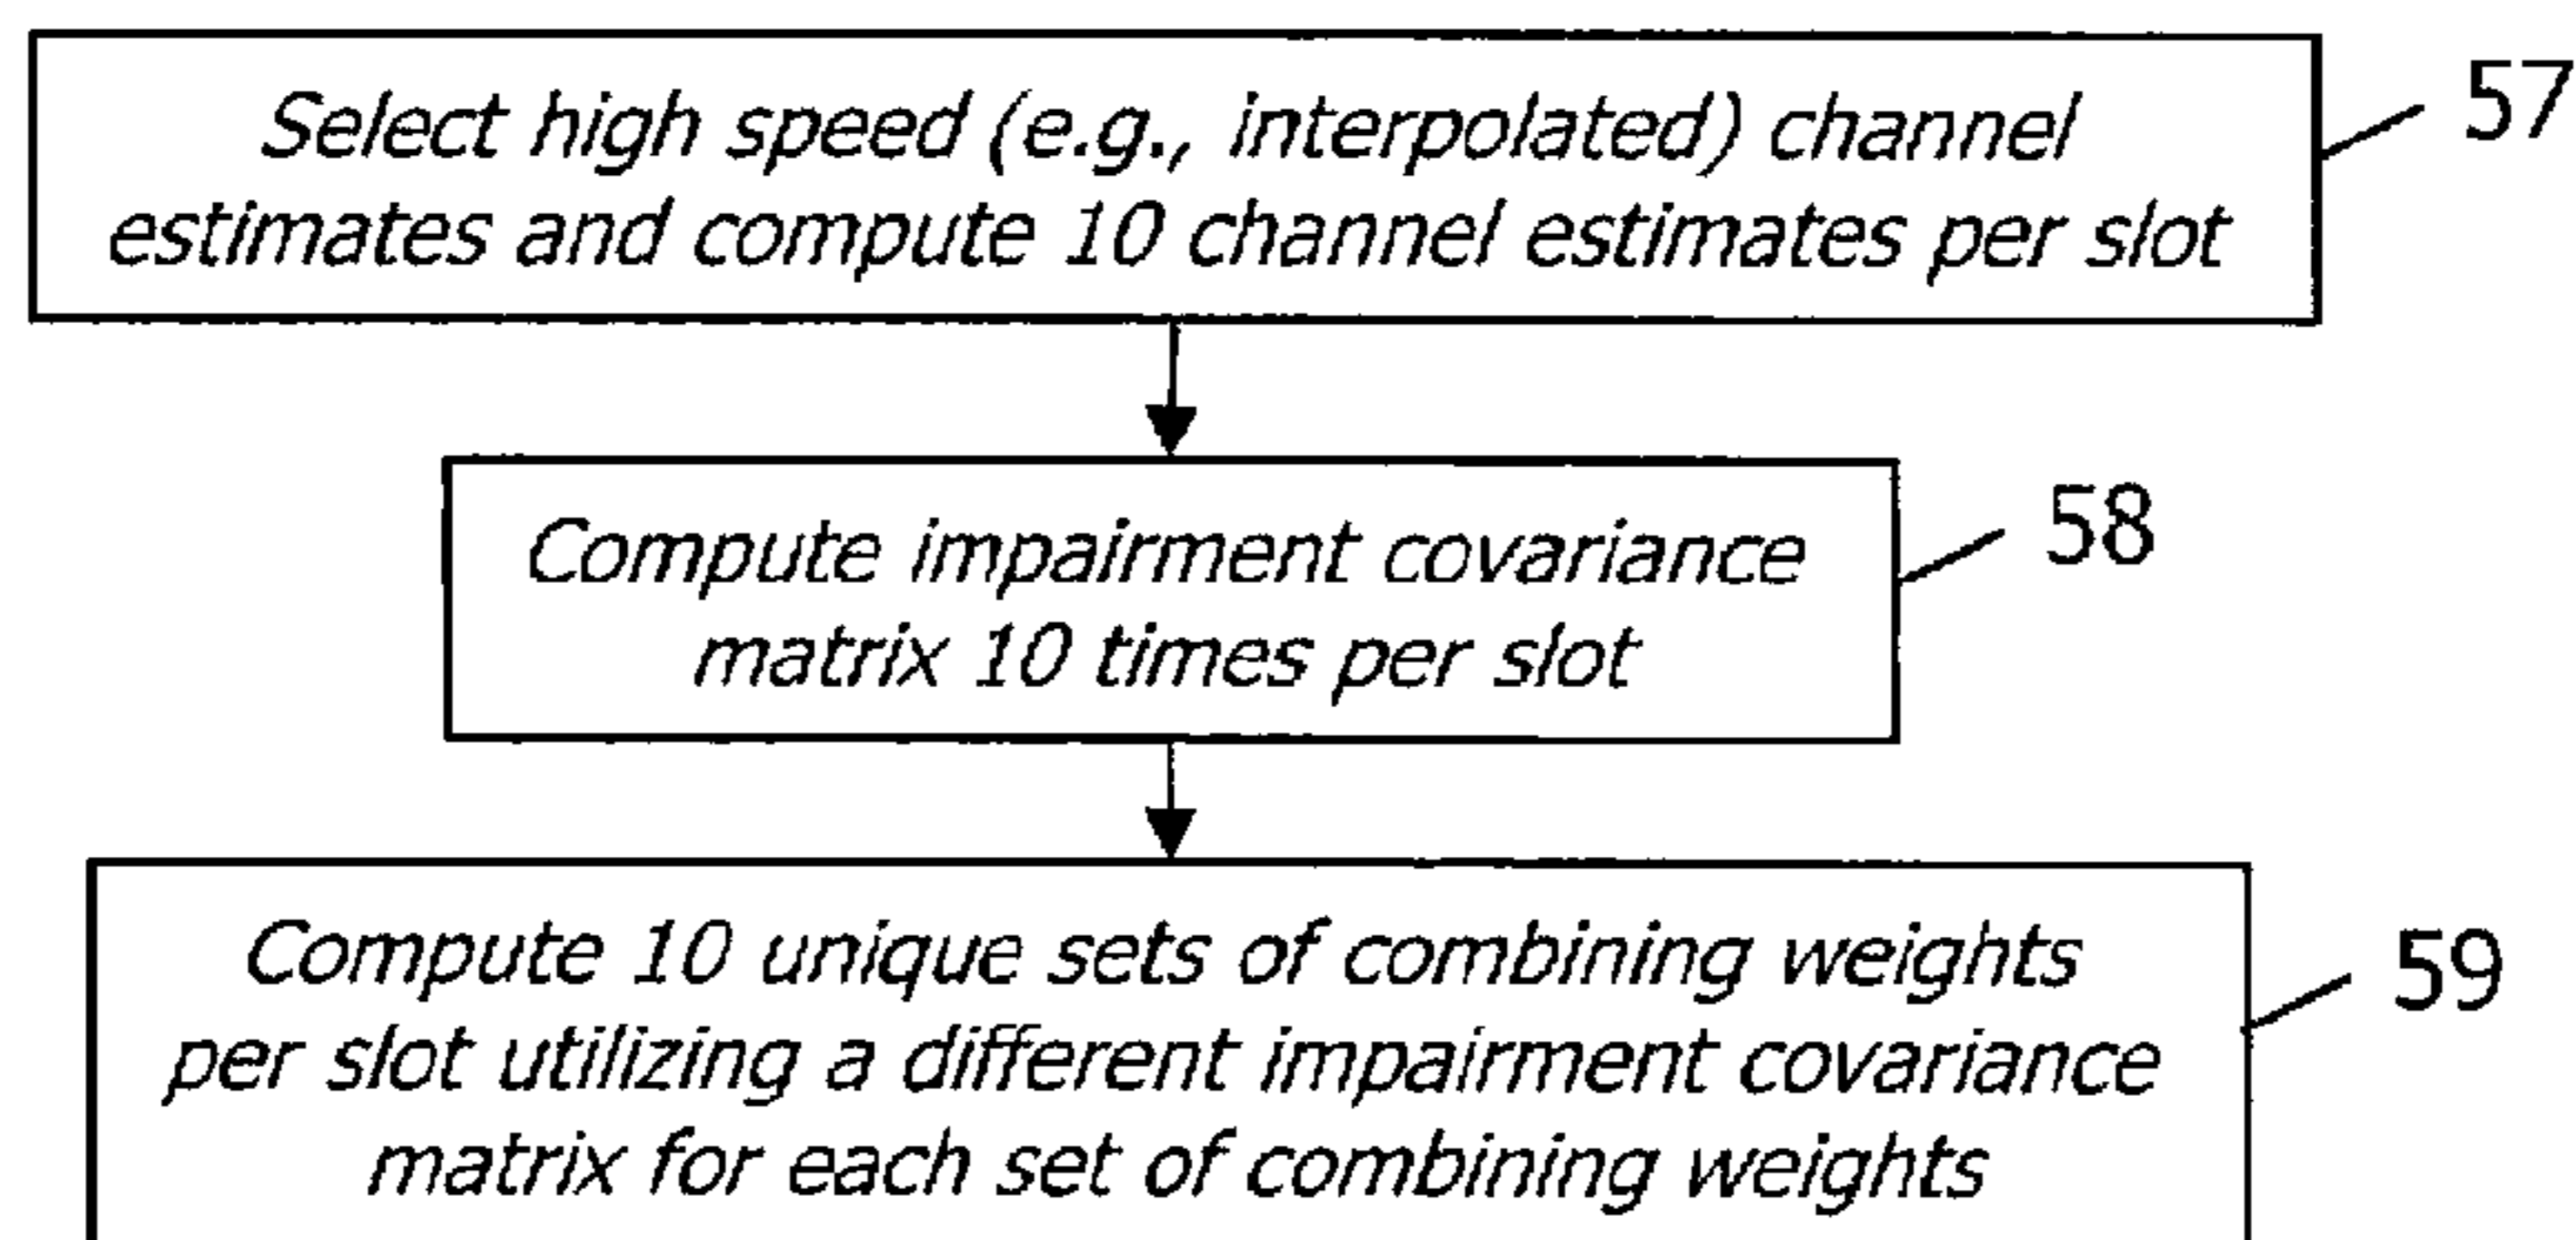 Select high speed (e.g., interpolated) channel
estimates and compute 10 channel estimates per slot
57
Compute impairment covariance
matrix 10 times per slot
58
Compute 10 unique sets of combining weights
per slot utilizing a different impairment covariance
matrix for each set of combining weights
59